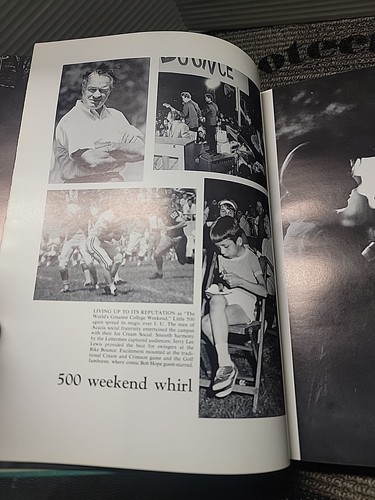 BOUNCE
LIVING UP TO ITS REPUTATION as "The
World's Greatest College Weekend," Little 500
spirit spread its magic over I. U. The men of
Acacia social fraternity entertained the campus
with their Ice Cream Social. Smooth harmony
by the Lettermen captured audiences; Jerry Lee
Lewis provided the beat for swingers at the
Bike Bounce. Excitement mounted at the tradi-
tional Cream and Crimson game and the Golf
Jamboree, where comic Bob Hope guest-starred.
500 weekend whirl